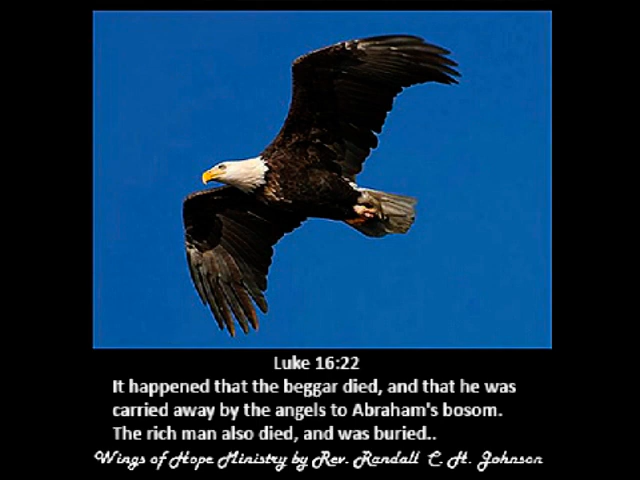 Luke 16:22
It happened that the beggar died, and that he was
carried away by the angels to Abraham's bosom.
The rich man also died, and was buried..
Wings of Hope Ministry by Rev. Randall C. H. Johnson